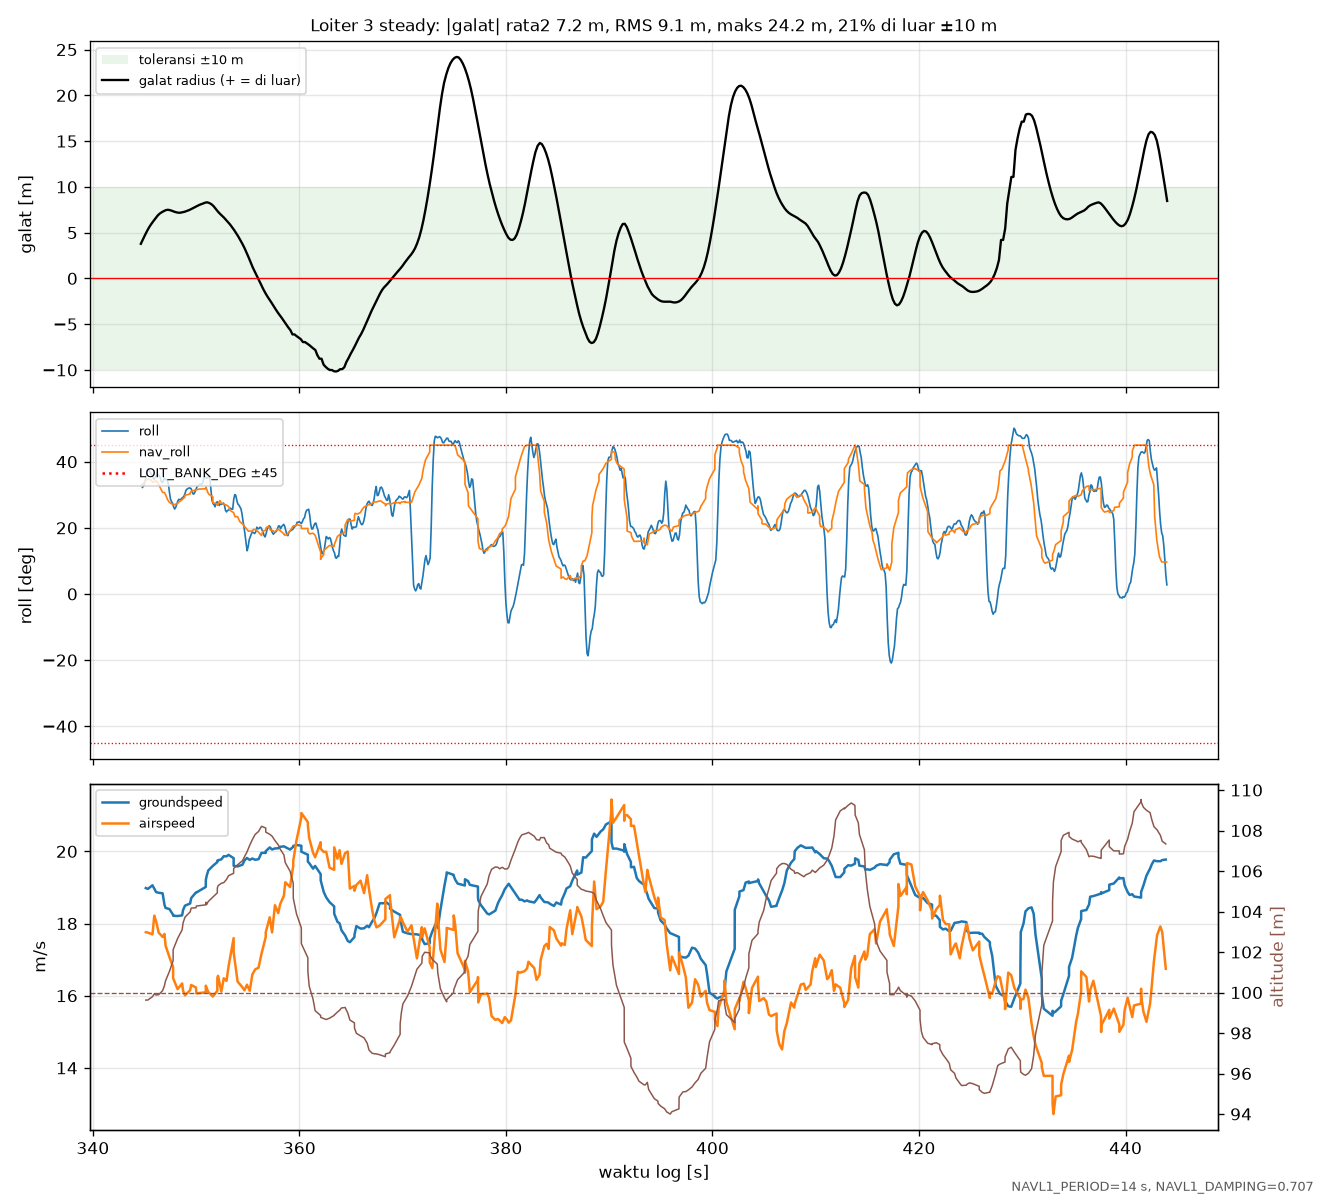 Loiter 3 steady: |galat| rata2 7.2 m, RMS 9.1 m, maks 24.2 m, 21% di luar ±10 m
toleransi ±10 m
galat radius (+ = di luar)
galat [m]
25
20
15
10
5
0
−5
−10
roll
nav_roll
LOIT_BANK_DEG ±45
roll [deg]
40
20
0
−20
−40
groundspeed
airspeed
m/s
20
18
16
14
altitude [m]
110
108
106
104
102
100
98
96
94
340
360
380
400
420
440
waktu log [s]
NAVL1_PERIOD=14 s, NAVL1_DAMPING=0.707